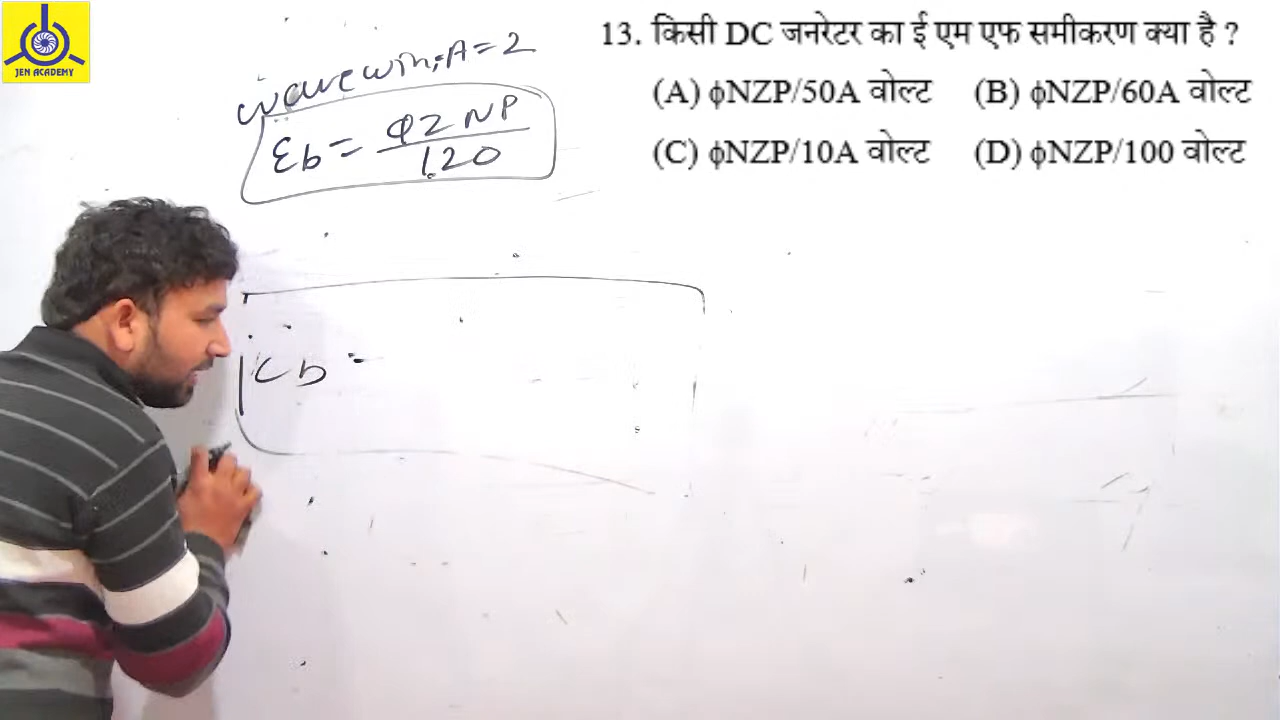 JEN ACADEMY
wave win, A = 2
Eb = φZNP
120
Eb =
13. किसी DC जनरेटर का ई एम एफ समीकरण क्या है ?
(A) ϕNZP/50A वोल्ट (B) ϕNZP/60A वोल्ट
(C) ϕNZP/10A वोल्ट (D) ϕNZP/100 वोल्ट